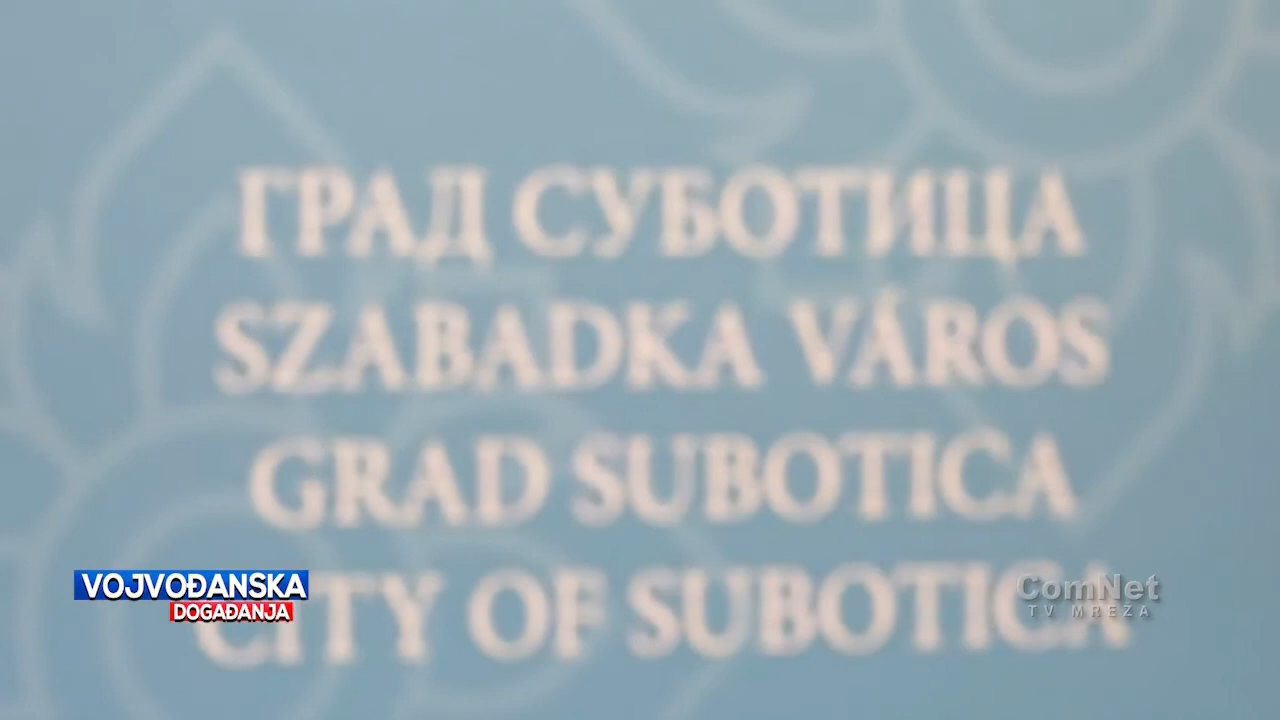 ГРАД СУБОТИЦА
SZABADKA VÁROS
GRAD SUBOTICA
CITY OF SUBOTICA
VOJVOĐANSKA
DOGAĐANJA
ComNet
TV MREŽA